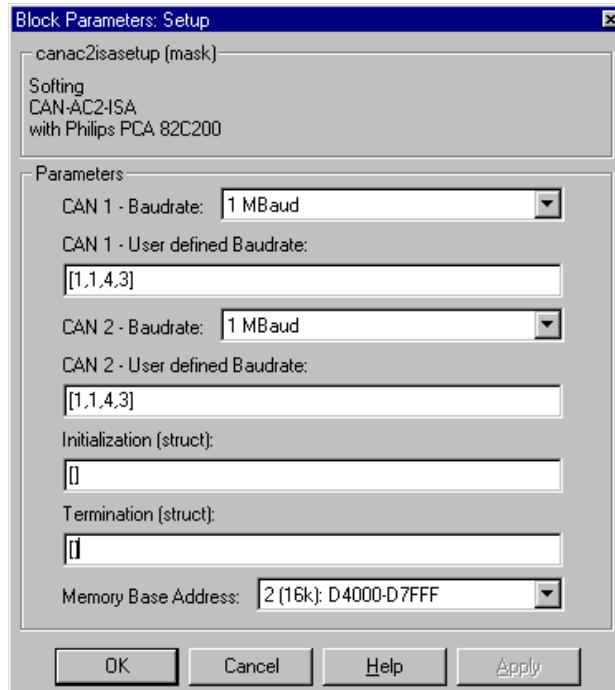 Block Parameters: Setup
canac2isasetup (mask)
Softing
CAN-AC2-ISA
with Philips PCA 82C200
Parameters
CAN 1 - Baudrate: 1 MBaud
CAN 1 - User defined Baudrate:
[1,1,4,3]
CAN 2 - Baudrate: 1 MBaud
CAN 2 - User defined Baudrate:
[1,1,4,3]
Initialization (struct):
[]
Termination (struct):
[]
Memory Base Address: 2 (16k): D4000-D7FFF
OK Cancel Help Apply